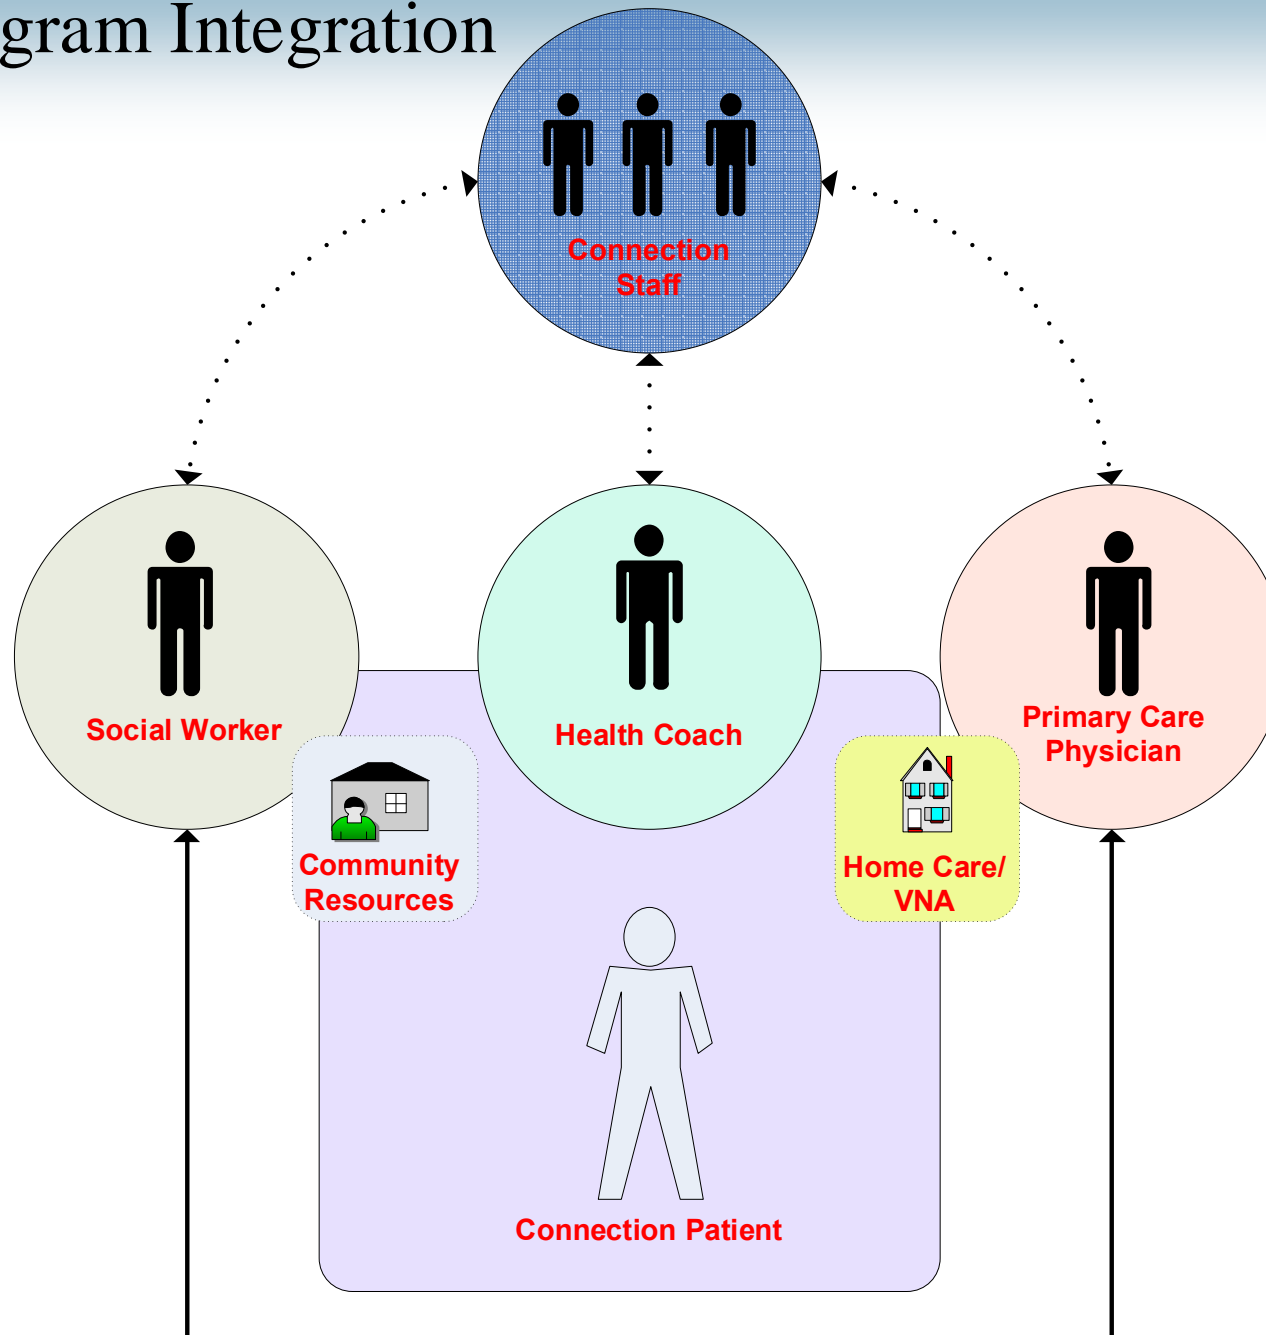 gram Integration
Connection
Staff
Social Worker
Health Coach
Primary Care
Physician
Community
Resources
Home Care/
VNA
Connection Patient